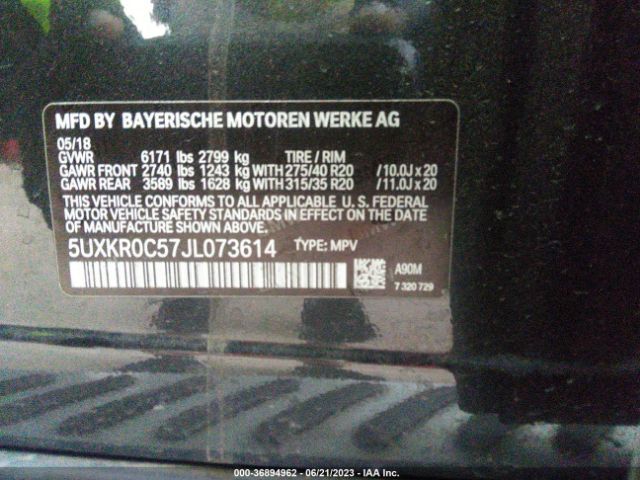 MFD BY BAYERISCHE MOTOREN WERKE AG
05/18
GVWR 6171 lbs 2799 kg TIRE / RIM
GAWR FRONT 2740 lbs 1243 kg WITH 275/40 R20 /10.0J x 20
GAWR REAR 3589 lbs 1628 kg WITH 315/35 R20 /11.0J x 20
THIS VEHICLE CONFORMS TO ALL APPLICABLE U. S. FEDERAL
MOTOR VEHICLE SAFETY STANDARDS IN EFFECT ON THE DATE
OF MANUFACTURE SHOWN ABOVE.
5UXKR0C57JL073614 TYPE: MPV
A90M
7 320 729
000-36894962 - 06/21/2023 - IAA Inc.